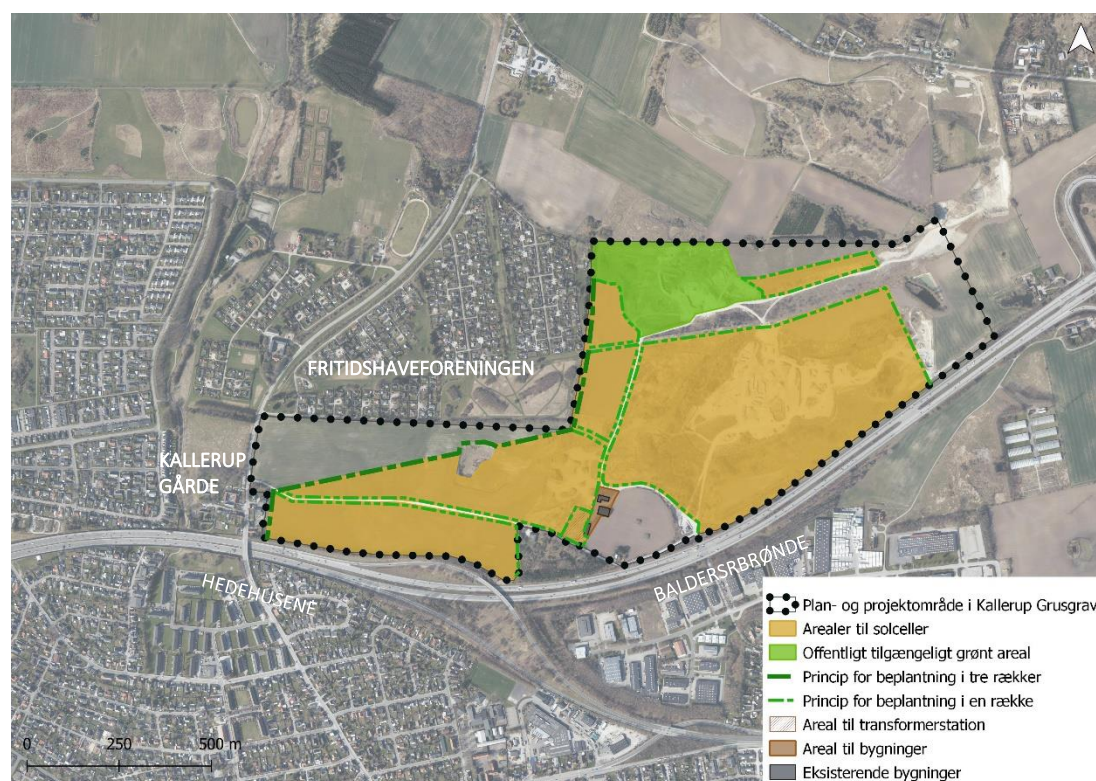 FRITIDSHAVEFORENINGEN
KALLERUP
GÅRDE
HEDEHUSENE
BALDERSRBRØNDE
Plan- og projektområde i Kallerup Grusgrav
Arealer til solceller
Offentligt tilgængeligt grønt areal
Princip for beplantning i tre rækker
Princip for beplantning i en række
Areal til transformerstation
Areal til bygninger
Eksisterende bygninger
0 250 500 m